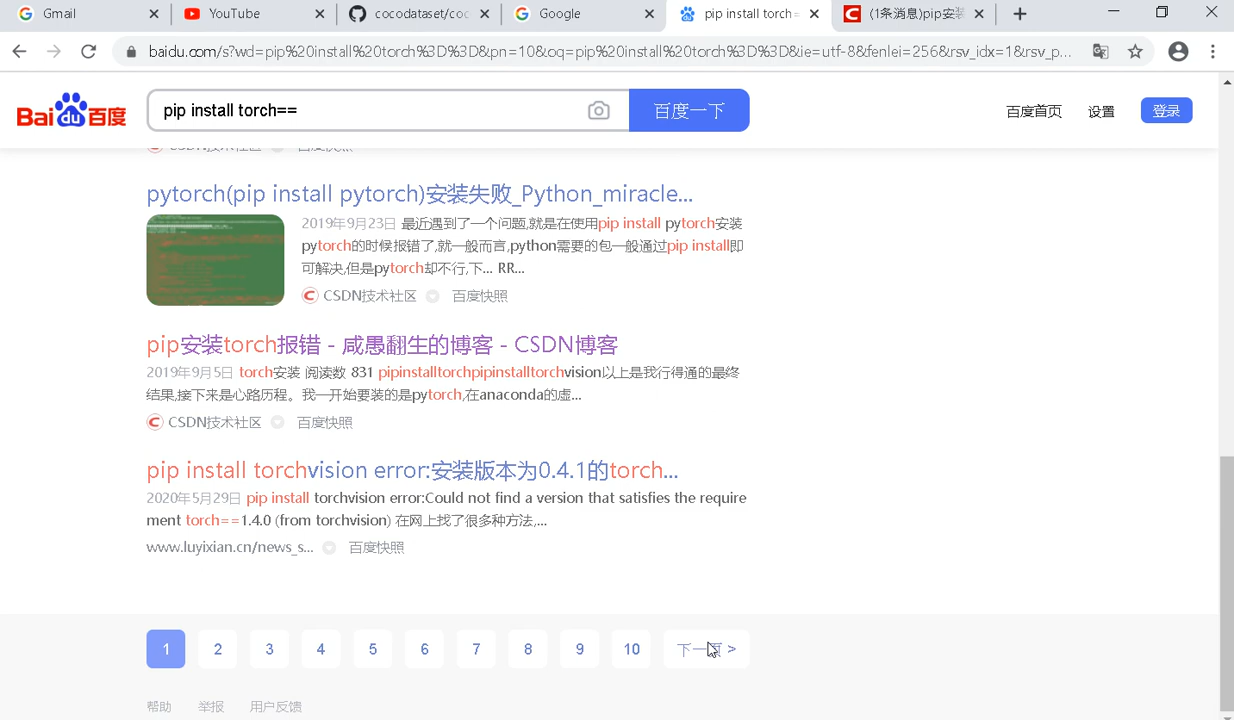 Gmail
YouTube
cocodataset/coc
Google
pip install torch=
(1条消息)pip安装
baidu.com/s?wd=pip%20install%20torch%3D%3D&pn=10&oq=pip%20install%20torch%3D%3D&ie=utf-8&fenlei=256&rsv_idx=1&rsv_p...
Bai du 百度
pip install torch==
百度一下
百度首页
设置
登录
CSDN技术社区 百度快照
pytorch(pip install pytorch)安装失败_Python_miracle...
2019年9月23日 最近遇到了一个问题,就是在使用pip install pytorch安装
pytorch的时候报错了,就一般而言,python需要的包一般通过pip install即
可解决,但是pytorch却不行,下... RR...
CSDN技术社区 百度快照
pip安装torch报错 - 咸愚翻生的博客 - CSDN博客
2019年9月5日 torch安装 阅读数 831 pipinstalltorchpipinstalltorchvision以上是我行得通的最终
结果,接下来是心路历程。我一开始要装的是pytorch,在anaconda的虚...
CSDN技术社区 百度快照
pip install torchvision error:安装版本为0.4.1的torch...
2020年5月29日 pip install torchvision error:Could not find a version that satisfies the require
ment torch==1.4.0 (from torchvision) 在网上找了很多种方法,...
www.luyixian.cn/news_s... 百度快照
1 2 3 4 5 6 7 8 9 10 下一页 >
帮助 举报 用户反馈